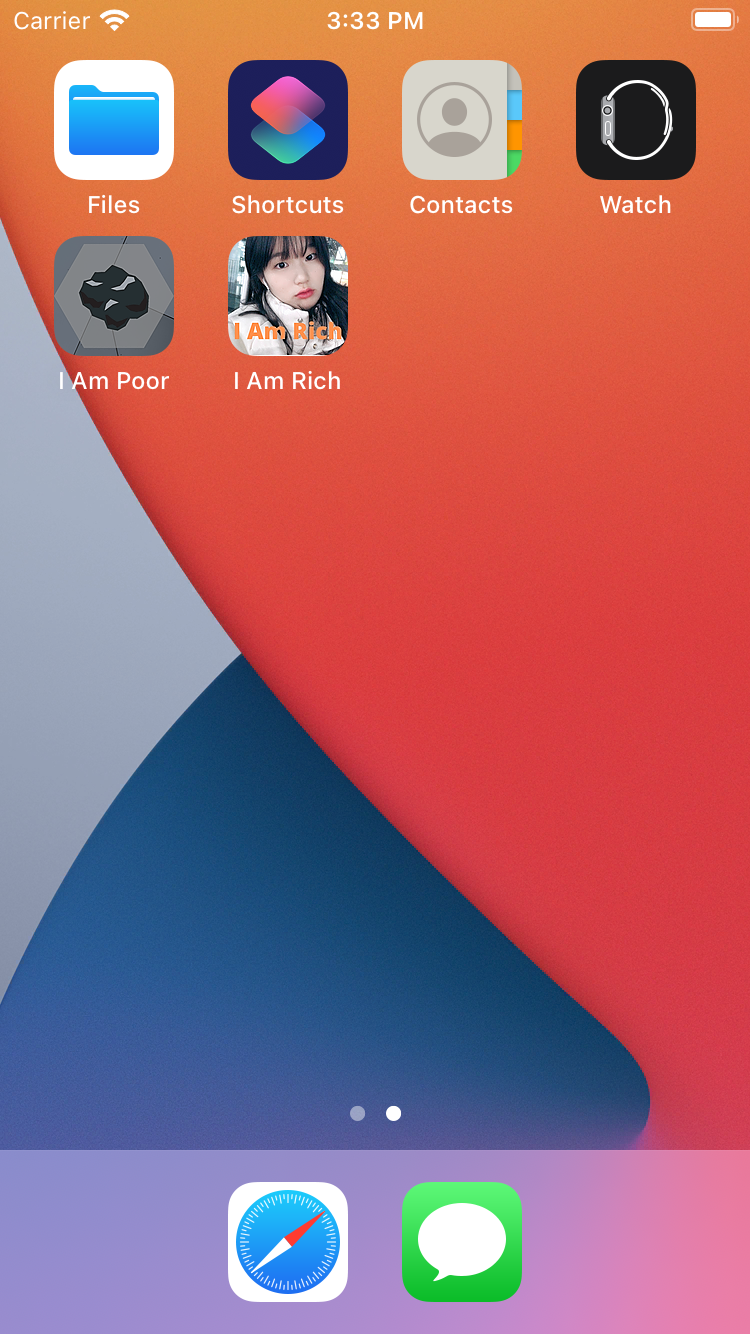 Carrier 3:33 PM
Files Shortcuts Contacts Watch
I Am Rich
I Am Poor I Am Rich